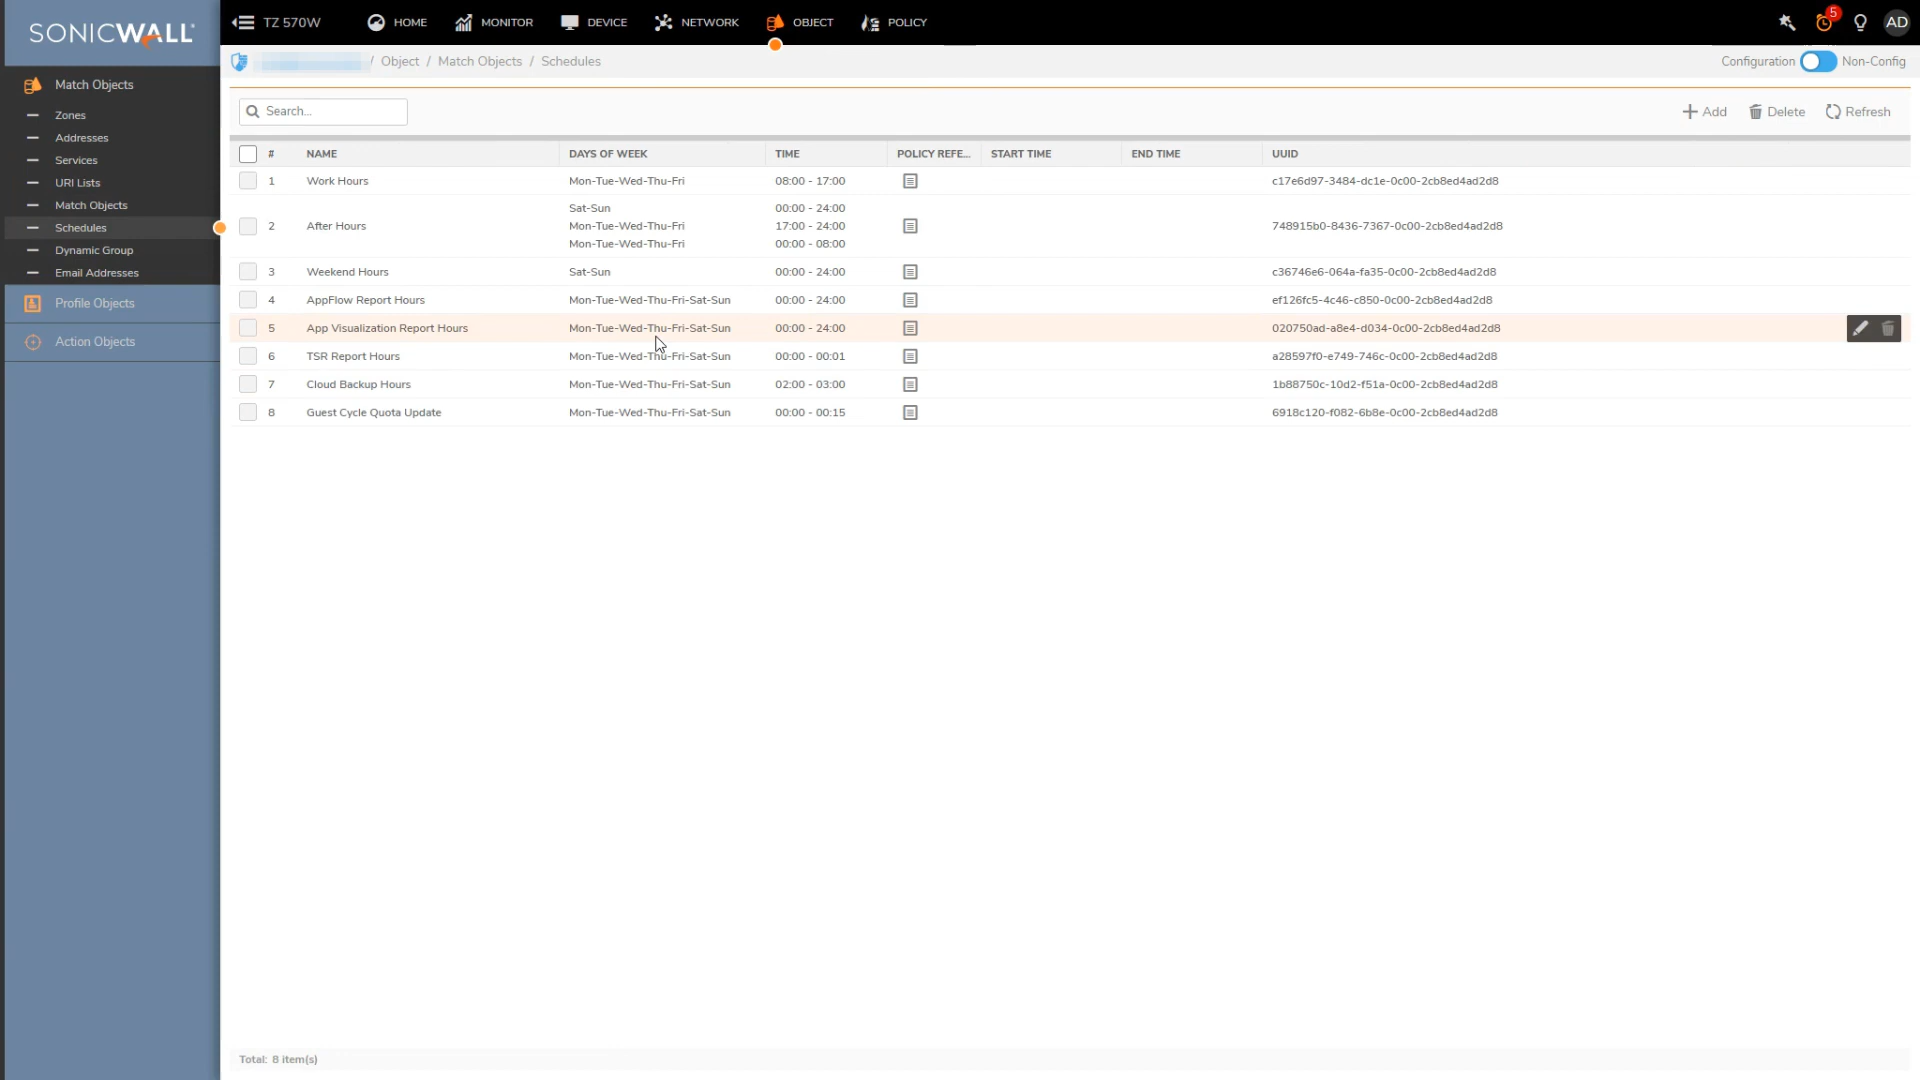 SONICWALL
TZ 570W
HOME
MONITOR
DEVICE
NETWORK
OBJECT
POLICY
5
AD
/ Object / Match Objects / Schedules
Configuration
Non-Config
Match Objects
Zones
Addresses
Services
URI Lists
Match Objects
Schedules
Dynamic Group
Email Addresses
Profile Objects
Action Objects
Search...
Add
Delete
Refresh
# NAME DAYS OF WEEK TIME POLICY REFE... START TIME END TIME UUID
1 Work Hours Mon-Tue-Wed-Thu-Fri 08:00 - 17:00 c17e6d97-3484-dc1e-0c00-2cb8ed4ad2d8
Sat-Sun 00:00 - 24:00
2 After Hours Mon-Tue-Wed-Thu-Fri 17:00 - 24:00 748915b0-8436-7367-0c00-2cb8ed4ad2d8
Mon-Tue-Wed-Thu-Fri 00:00 - 08:00
3 Weekend Hours Sat-Sun 00:00 - 24:00 c36746e6-064a-fa35-0c00-2cb8ed4ad2d8
4 AppFlow Report Hours Mon-Tue-Wed-Thu-Fri-Sat-Sun 00:00 - 24:00 ef126fc5-4c46-c850-0c00-2cb8ed4ad2d8
5 App Visualization Report Hours Mon-Tue-Wed-Thu-Fri-Sat-Sun 00:00 - 24:00 020750ad-a8e4-d034-0c00-2cb8ed4ad2d8
6 TSR Report Hours Mon-Tue-Wed-Thu-Fri-Sat-Sun 00:00 - 00:01 a28597f0-e749-746c-0c00-2cb8ed4ad2d8
7 Cloud Backup Hours Mon-Tue-Wed-Thu-Fri-Sat-Sun 02:00 - 03:00 1b88750c-10d2-f51a-0c00-2cb8ed4ad2d8
8 Guest Cycle Quota Update Mon-Tue-Wed-Thu-Fri-Sat-Sun 00:00 - 00:15 6918c120-f082-6b8e-0c00-2cb8ed4ad2d8
Total: 8 item(s)